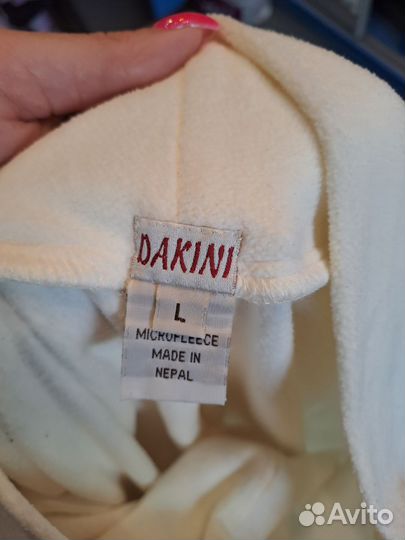 DAKINI
L
MICROFLEECE
MADE IN
NEPAL
Avito